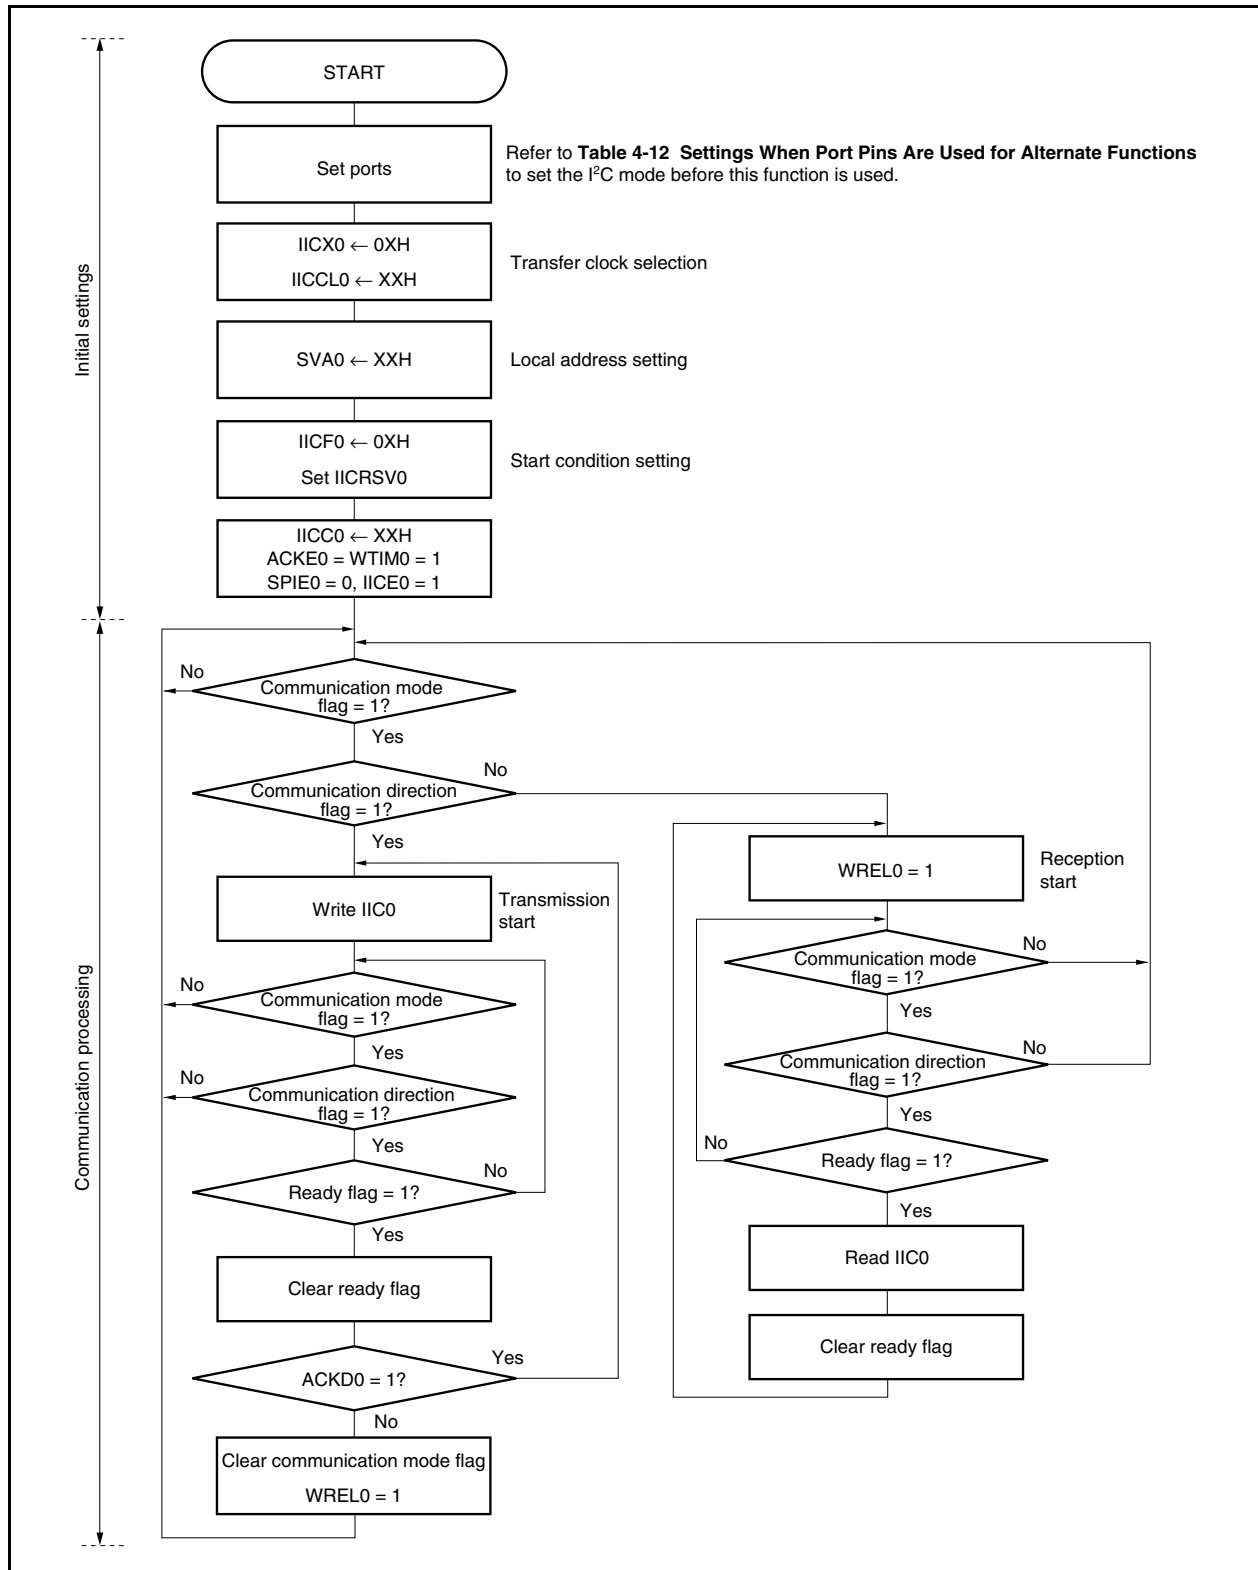 START
Set ports
Refer to Table 4-12 Settings When Port Pins Are Used for Alternate Functions
to set the I²C mode before this function is used.
IICX0 ← 0XH
IICCL0 ← XXH
Transfer clock selection
Initial settings
SVA0 ← XXH
Local address setting
IICF0 ← 0XH
Set IICRSV0
Start condition setting
IICC0 ← XXH
ACKE0 = WTIM0 = 1
SPIE0 = 0, IICE0 = 1
Communication processing
No
Communication mode
flag = 1?
Yes
No
Communication direction
flag = 1?
Yes
Write IIC0
Transmission
start
No
Communication mode
flag = 1?
Yes
No
Communication direction
flag = 1?
Yes
No
Ready flag = 1?
Yes
Clear ready flag
Yes
ACKD0 = 1?
No
Clear communication mode flag
WREL0 = 1
WREL0 = 1
Reception
start
No
Communication mode
flag = 1?
Yes
No
Communication direction
flag = 1?
Yes
No
Ready flag = 1?
Yes
Read IIC0
Clear ready flag